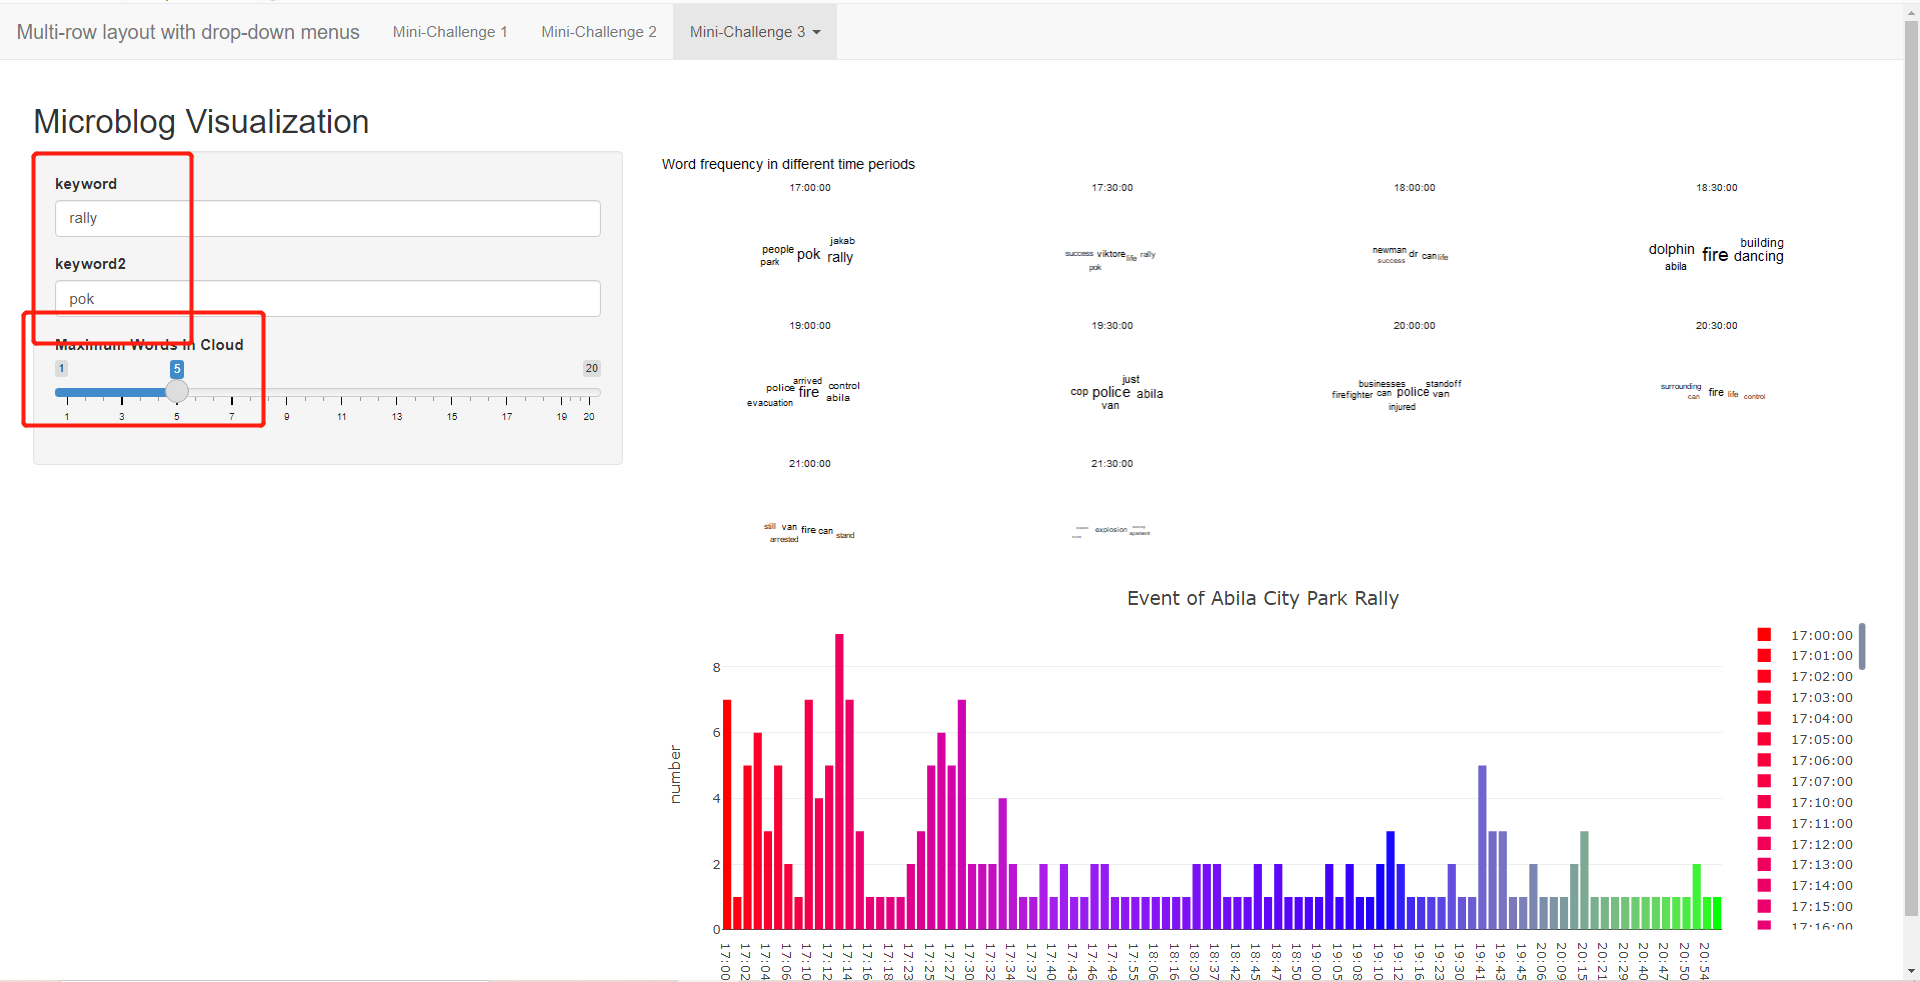 Multi-row layout with drop-down menus Mini-Challenge 1 Mini-Challenge 2 Mini-Challenge 3
Microblog Visualization
keyword
rally
keyword2
pok
Maximum Words in Cloud
1 5 20
1 3 5 7 9 11 13 15 17 19 20
Word frequency in different time periods
17:00:00 17:30:00 18:00:00 18:30:00
people park pok jakab rally
success viktore life rally pok
newman success dr can life
dolphin abila fire building dancing
19:00:00 19:30:00 20:00:00 20:30:00
police arrived evacuation fire control abila
cop police just abila van
businesses standoff firefighter can police van injured
surrounding can fire life control
21:00:00 21:30:00
still van fire can arrested stand
explosion
Event of Abila City Park Rally
number
8
6
4
2
0
17:00 17:02 17:04 17:06 17:10 17:12 17:14 17:16 17:18 17:23 17:25 17:27 17:30 17:32 17:34 17:37 17:40 17:43 17:46 17:49 17:55 18:06 18:16 18:30 18:37 18:42 18:45 18:47 18:50 19:00 19:05 19:08 19:10 19:12 19:16 19:23 19:30 19:41 19:43 19:45 20:06 20:09 20:15 20:21 20:29 20:40 20:47 20:50 20:54
17:00:00
17:01:00
17:02:00
17:03:00
17:04:00
17:05:00
17:06:00
17:07:00
17:10:00
17:11:00
17:12:00
17:13:00
17:14:00
17:15:00
17:16:00